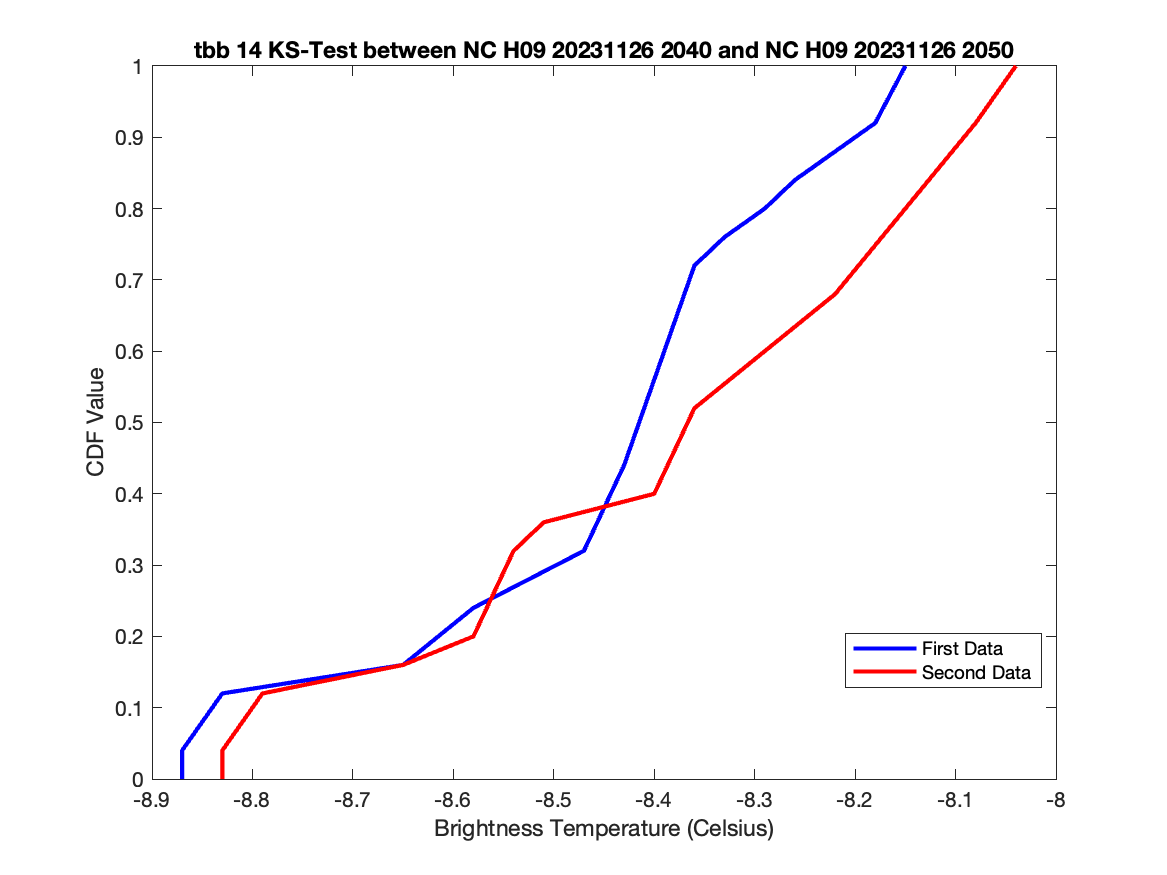 tbb 14 KS-Test between NC H09 20231126 2040 and NC H09 20231126 2050
1
0.9
0.8
0.7
0.6
0.5
0.4
0.3
0.2
0.1
0
CDF Value
First Data
Second Data
-8.9 -8.8 -8.7 -8.6 -8.5 -8.4 -8.3 -8.2 -8.1 -8
Brightness Temperature (Celsius)